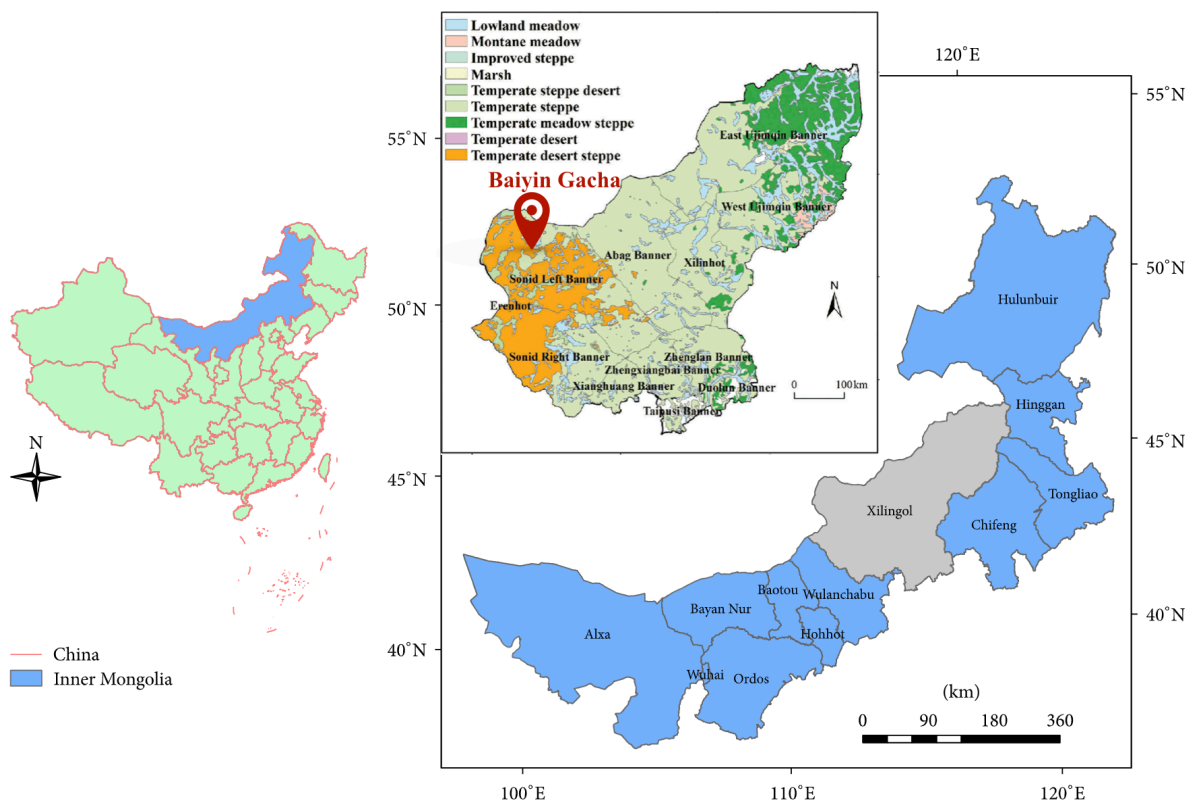 Lowland meadow
Montane meadow
Improved steppe
Marsh
Temperate steppe desert
Temperate steppe
Temperate meadow steppe
Temperate desert
Temperate desert steppe
Baiyin Gacha
East Ujimqin Banner
West Ujimqin Banner
Abag Banner
Xilinhot
Sonid Left Banner
Erenhot
Sonid Right Banner
Zhenglan Banner
Zhengxiangbai Banner
Xianghuang Banner
Duolun Banner
Taipusi Banner
N
0 100km
120°E
55°N
55°N
50°N
50°N
45°N
45°N
40°N
40°N
N
China
Inner Mongolia
Hulunbuir
Hinggan
Tongliao
Chifeng
Xilingol
Wulanchabu
Baotou
Bayan Nur
Hohhot
Alxa
Wuhai
Ordos
(km)
0 90 180 360
100°E 110°E 120°E